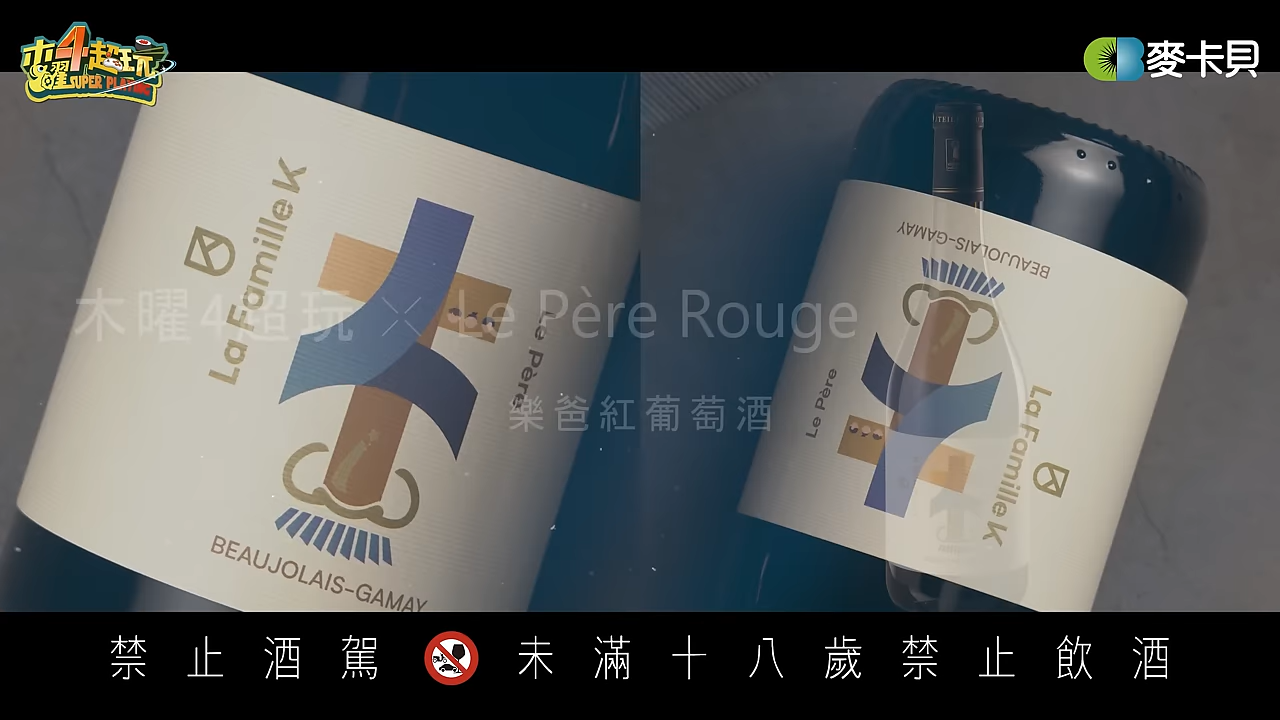 木曜4超玩
SUPER PLAYING
麥卡貝
La Famille K
Le Père
BEAUJOLAIS-GAMAY
BEAUJOLAIS-GAMAY
Le Père
La Famille K
木曜4超玩 × Le Père Rouge
樂爸紅葡萄酒
禁止酒駕 未滿十八歲禁止飲酒